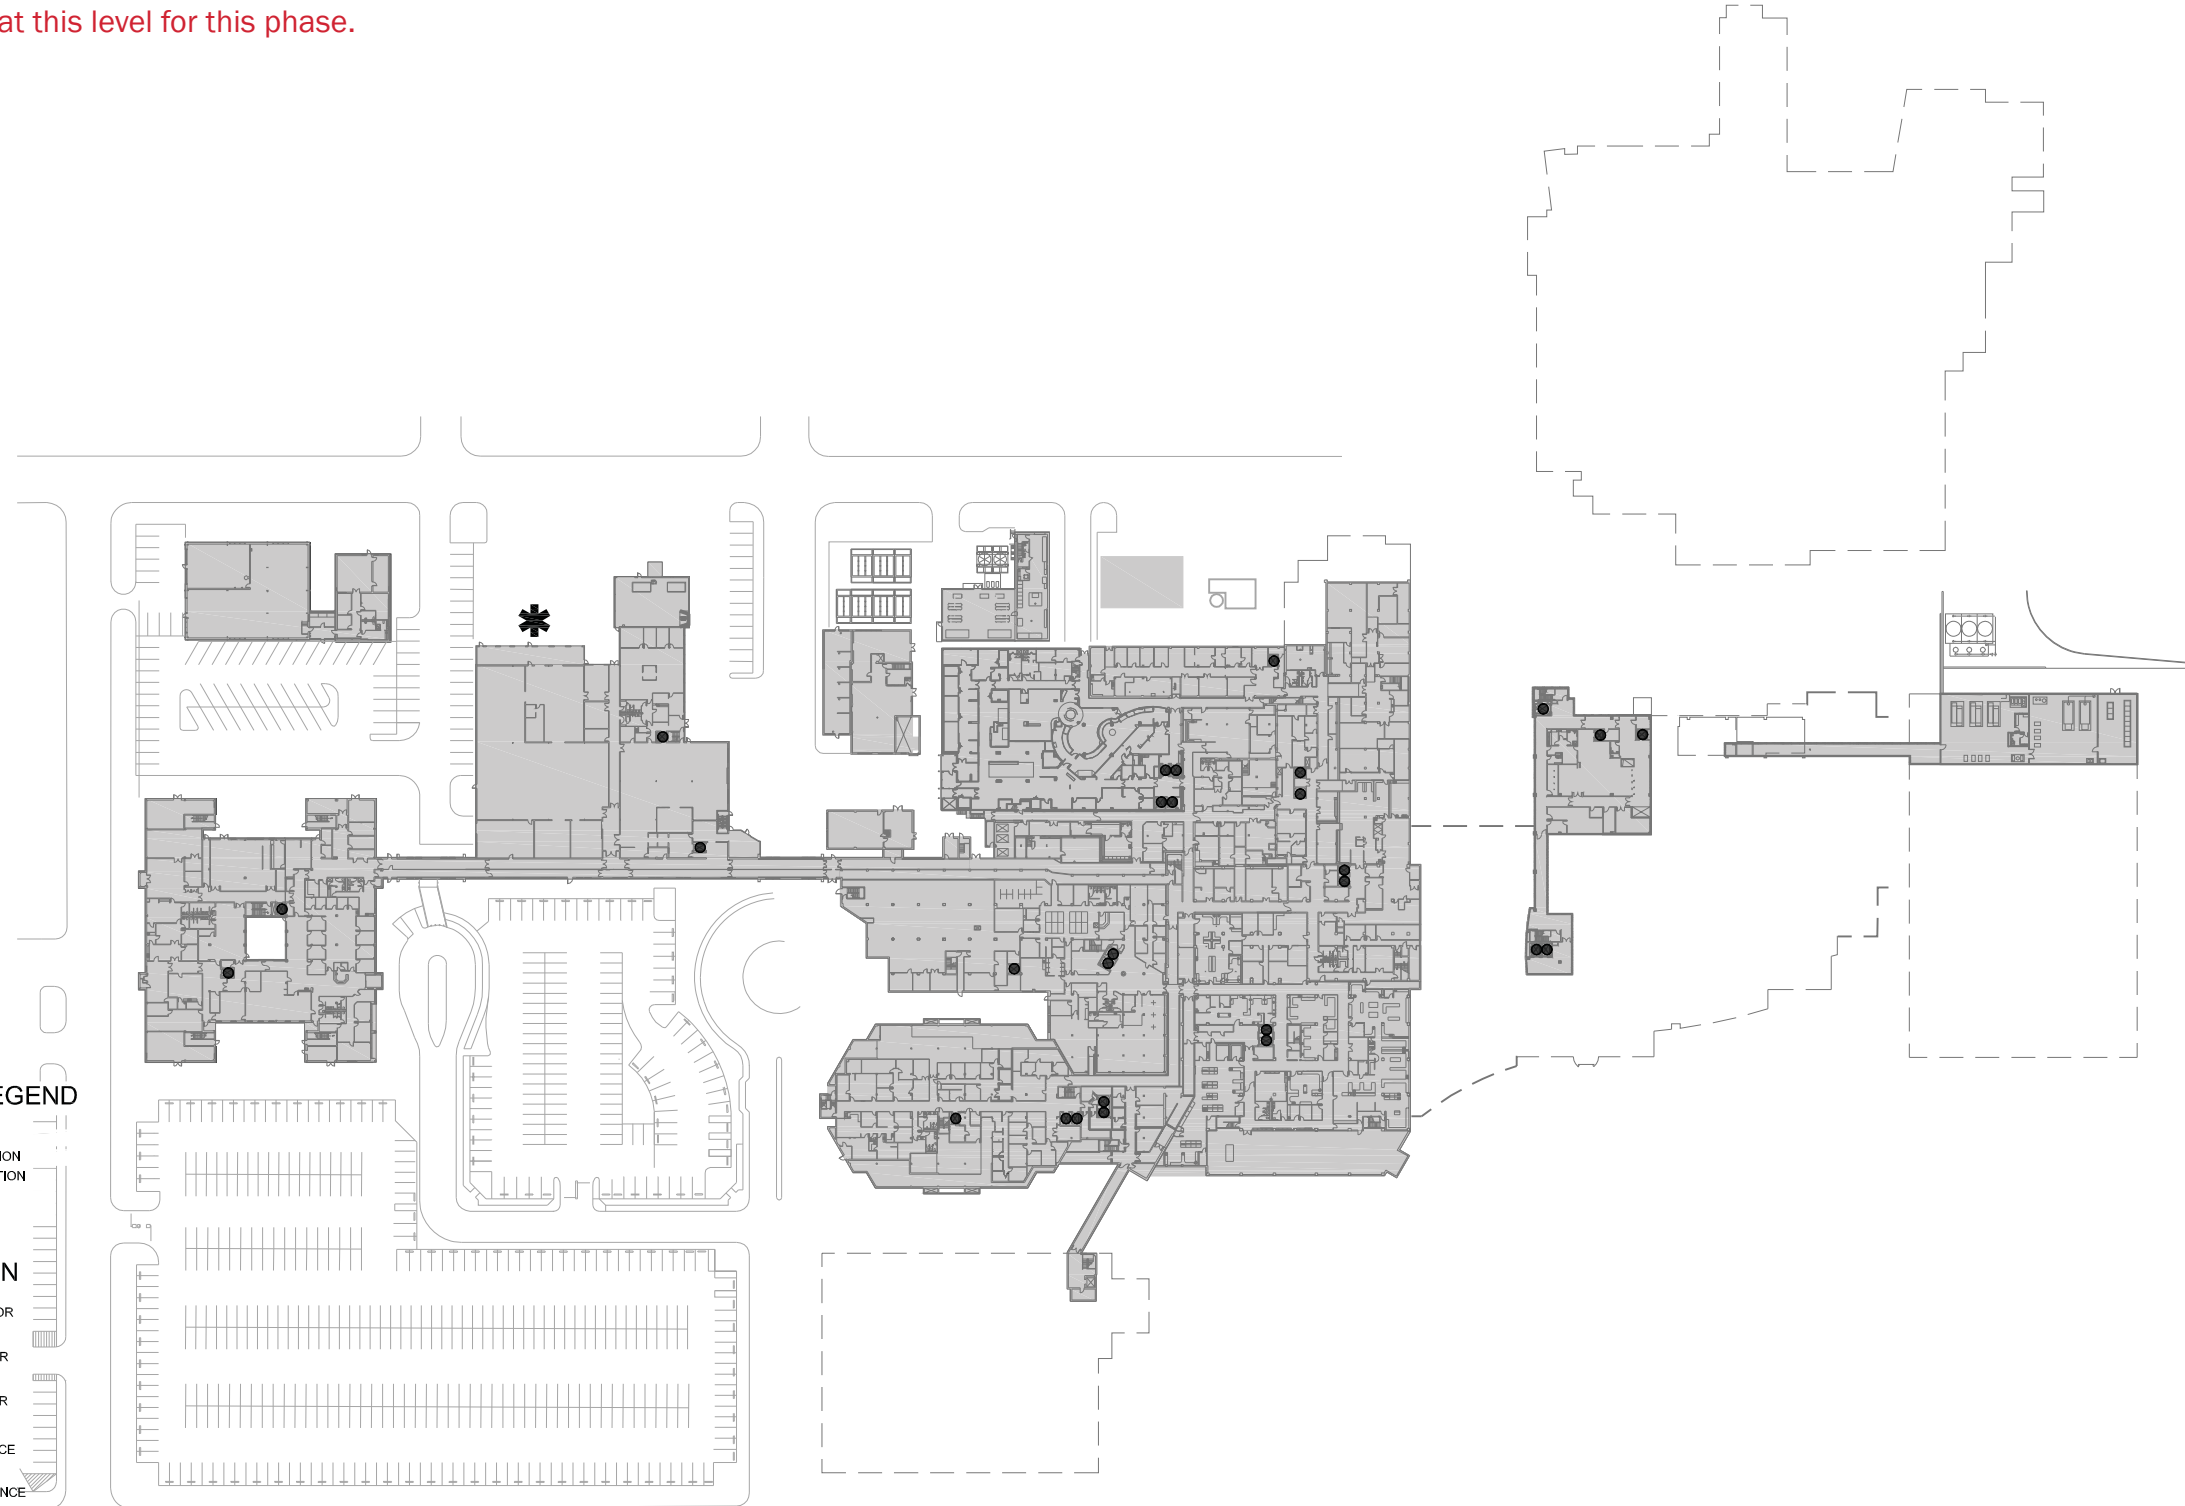 at this level for this phase.
EGEND
ION
TION
N
OR
R
R
CE
NCE